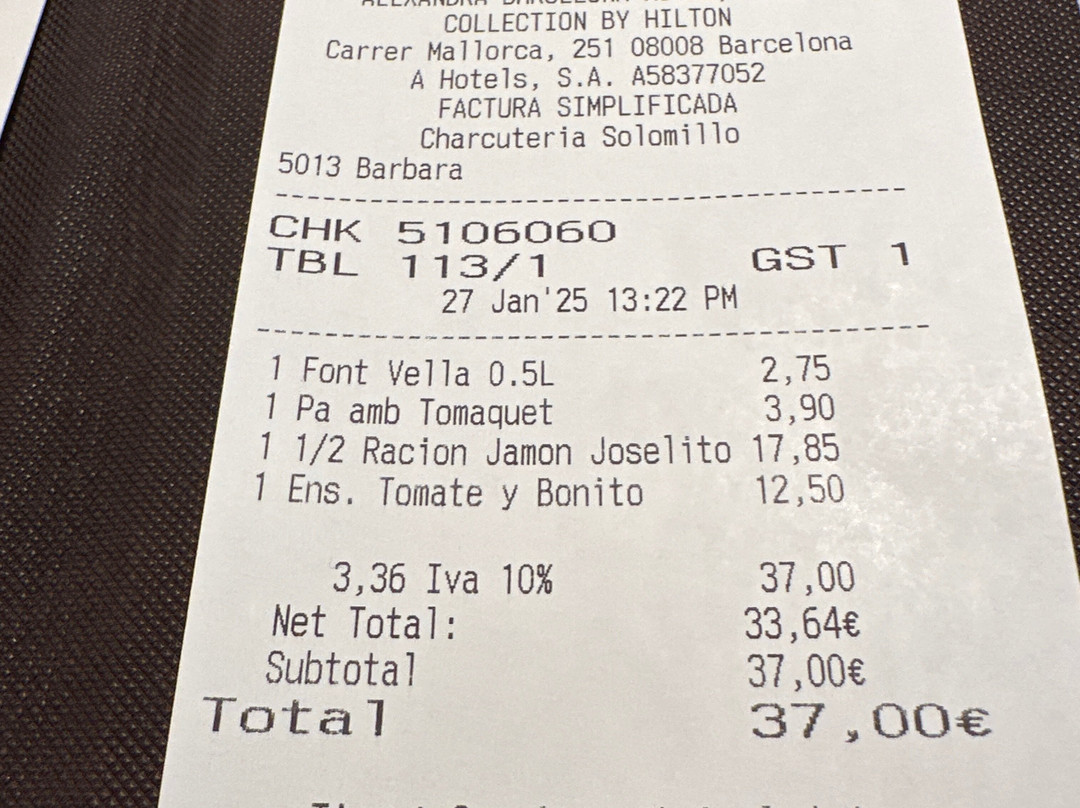 COLLECTION BY HILTON
Carrer Mallorca, 251 08008 Barcelona
A Hotels, S.A. A58377052
FACTURA SIMPLIFICADA
Charcuteria Solomillo
5013 Barbara
CHK 5106060
TBL 113/1 GST 1
27 Jan'25 13:22 PM
1 Font Vella 0.5L 2,75
1 Pa amb Tomaquet 3,90
1 1/2 Racion Jamon Joselito 17,85
1 Ens. Tomate y Bonito 12,50
3,36 Iva 10% 37,00
Net Total: 33,64€
Subtotal 37,00€
Total 37,00€